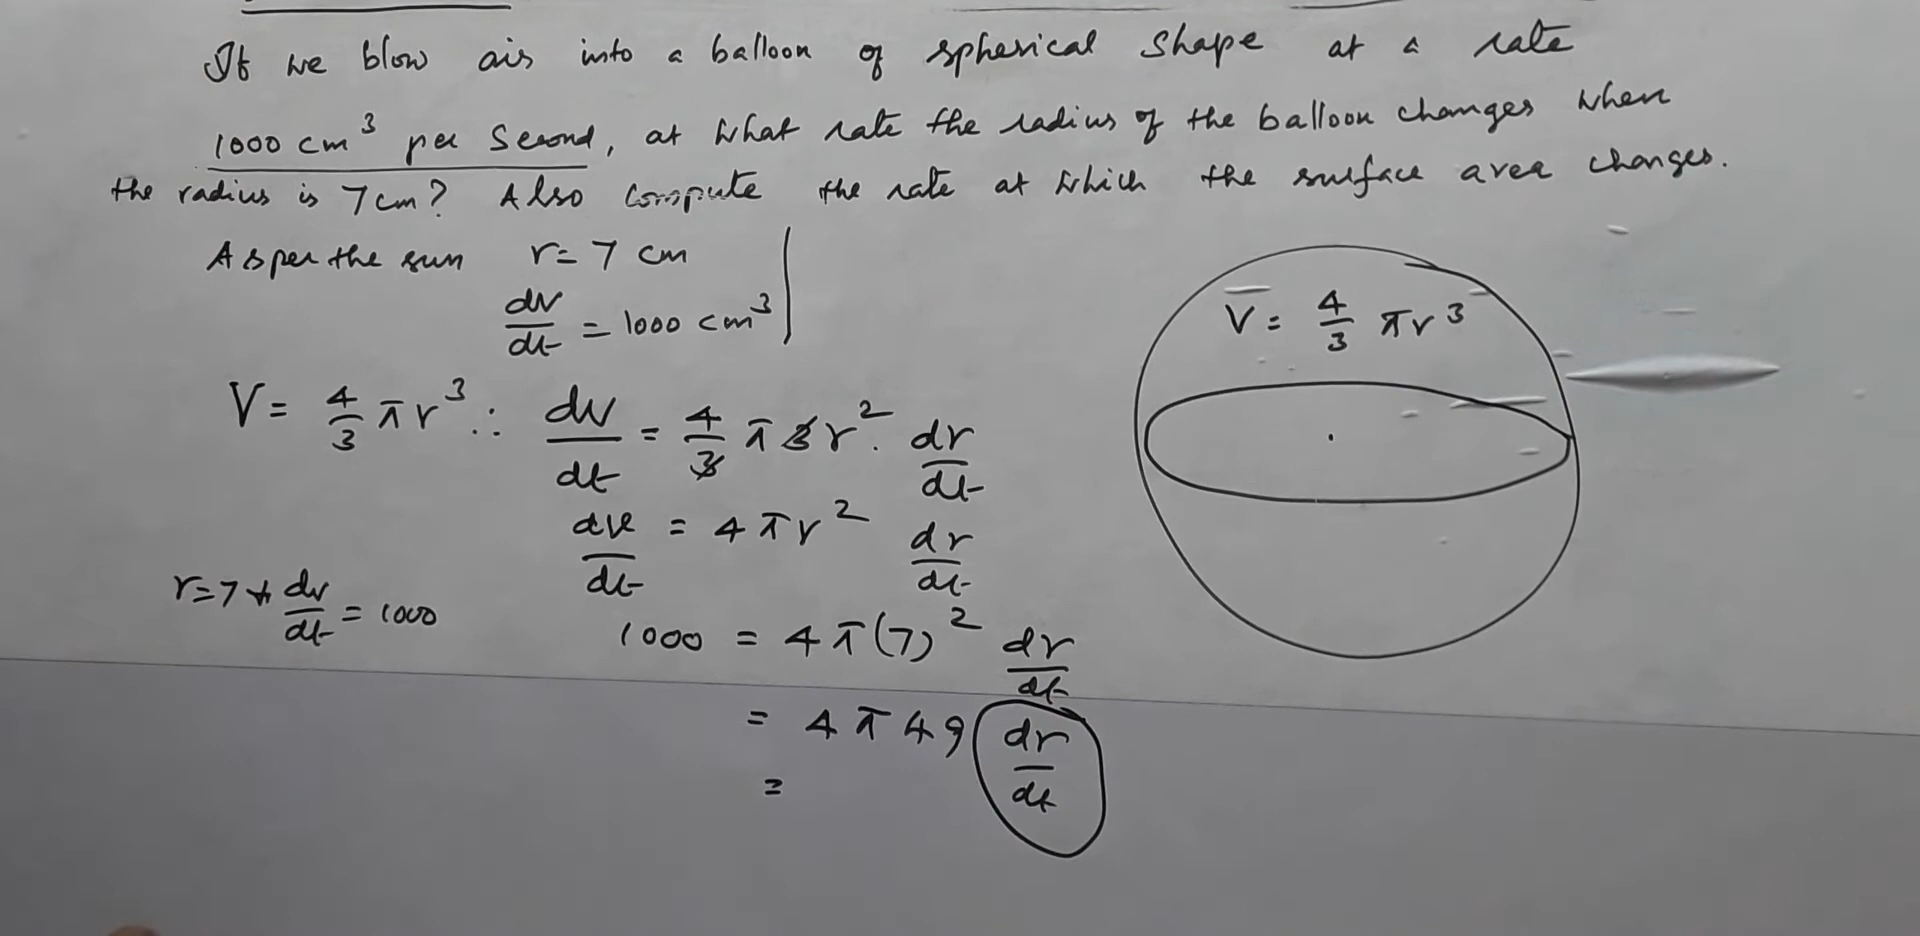 If we blow air into a balloon of spherical shape at a rate
1000 cm³ per second, at what rate the radius of the balloon changes when
the radius is 7 cm? Also compute the rate at which the surface area changes.
As per the sum r = 7 cm
dv/dt = 1000 cm³
V = 4/3 πr³
V = 4/3 πr³ ∴ dv/dt = 4/3 π 3r². dr/dt
dv/dt = 4πr² dr/dt
r=7 + dv/dt = 1000
1000 = 4π(7)² dr/dt
= 4π 49 dr/dt
=